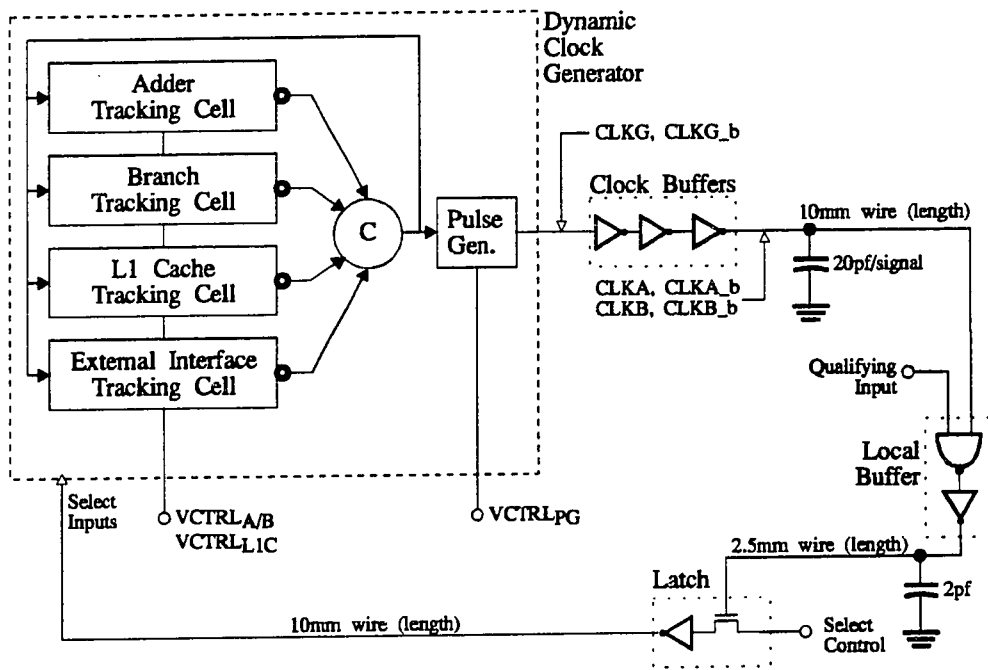 Dynamic
Clock
Generator
Adder
Tracking Cell
Branch
Tracking Cell
L1 Cache
Tracking Cell
External Interface
Tracking Cell
C
Pulse
Gen.
CLKG, CLKG_b
Clock Buffers
CLKA, CLKA_b
CLKB, CLKB_b
10mm wire (length)
20pf/signal
Qualifying
Input
Local
Buffer
Select
Inputs
VCTRLA/B
VCTRLL1C
VCTRLPG
2.5mm wire (length)
2pf
Latch
10mm wire (length)
Select
Control